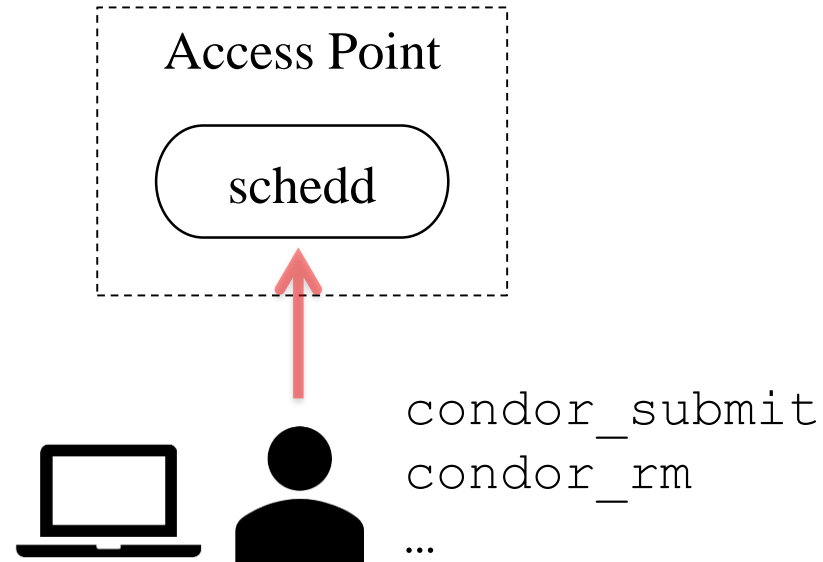 Access Point
schedd
condor_submit
condor_rm
…